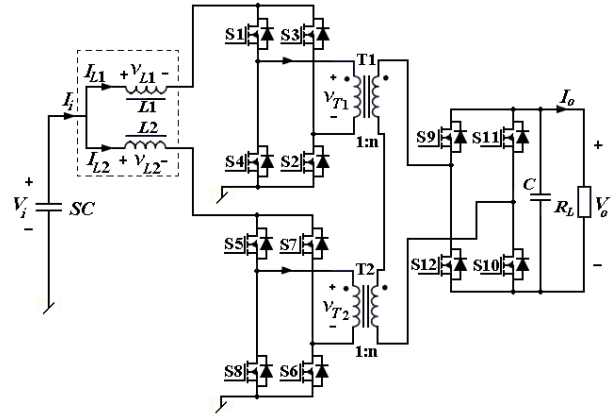 S1
S3
T1
I_L1
+ v_L1 -
L1
I_i
L2
I_L2
+ v_L2 -
+
v_T1
-
S4
S2
1:n
I_o
S9
S11
+
V_i
-
SC
C
R_L
+
V_o
-
S5
S7
T2
S12
S10
+
v_T2
-
1:n
S8
S6